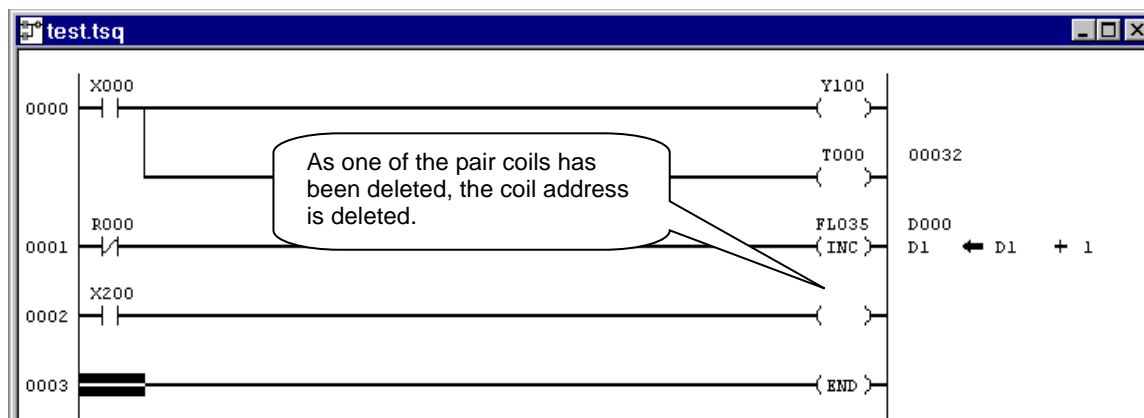 test.tsq
X000 Y100
0000
T000 00032
As one of the pair coils has
been deleted, the coil address
is deleted.
R000 FL035 D000
0001 INC D1 ← D1 + 1
X200
0002
0003 END